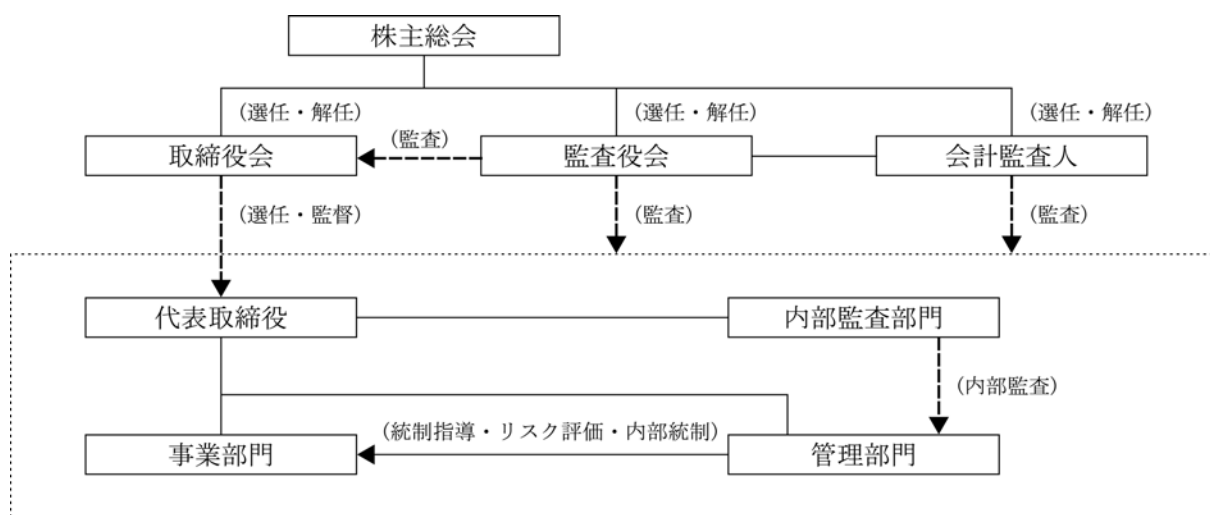 株主総会
(選任・解任)
(選任・解任)
(選任・解任)
取締役会
(監査)
監査役会
会計監査人
(選任・監督)
(監査)
(監査)
代表取締役
内部監査部門
(内部監査)
事業部門
(統制指導・リスク評価・内部統制)
管理部門